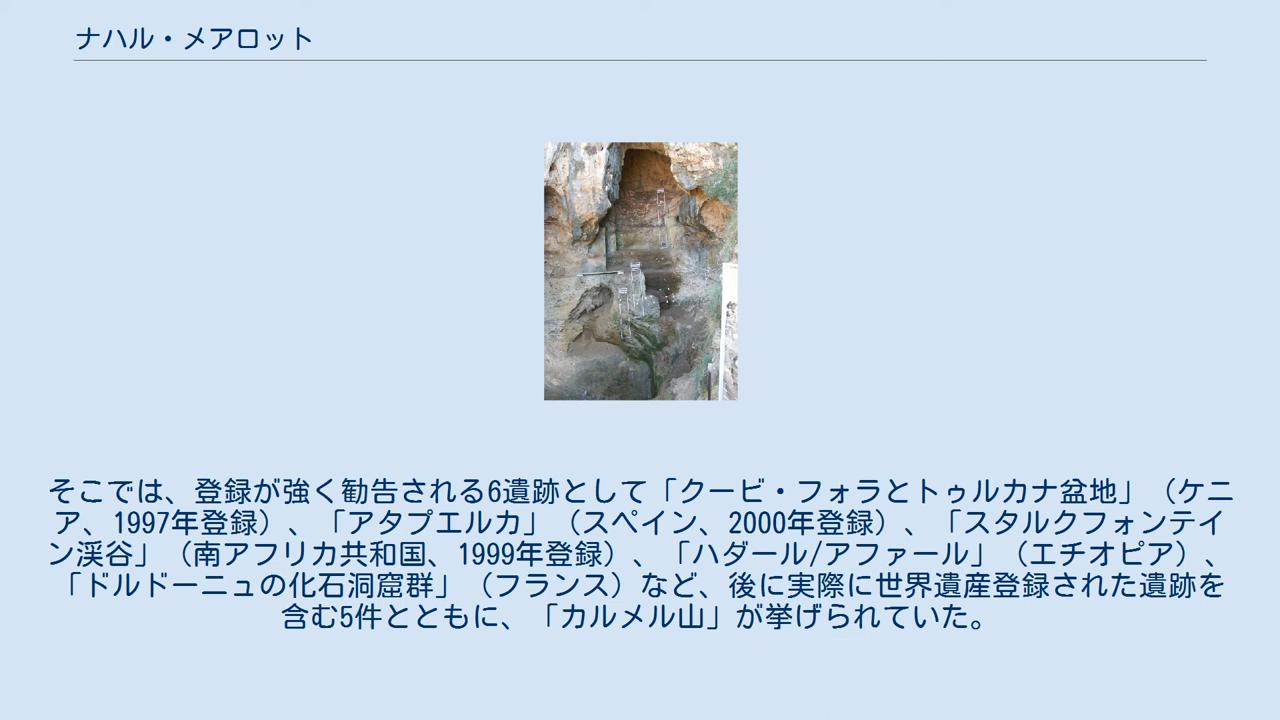 ナハル・メアロット
そこでは、登録が強く勧告される6遺跡として「クービ・フォラとトゥルカナ盆地」（ケニ
ア、1997年登録）、「アタプエルカ」（スペイン、2000年登録）、「スタルクフォンテイ
ン渓谷」（南アフリカ共和国、1999年登録）、「ハダール/アファール」（エチオピア）、
「ドルドーニュの化石洞窟群」（フランス）など、後に実際に世界遺産登録された遺跡を
含む5件とともに、「カルメル山」が挙げられていた。